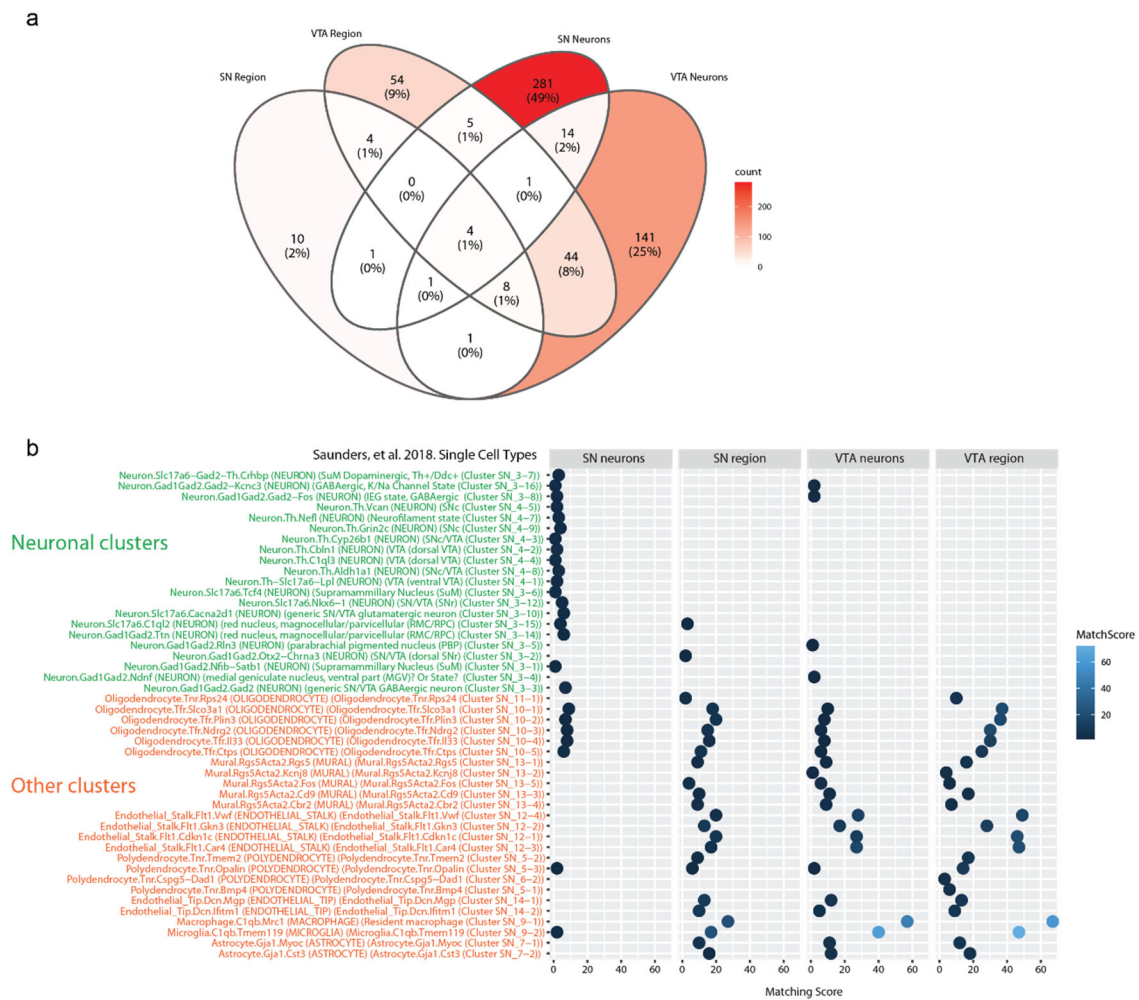 a
VTA Region
SN Neurons
SN Region
VTA Neurons
54
(9%)
281
(49%)
5
(1%)
4
(1%)
14
(2%)
0
(0%)
1
(0%)
count
200
100
0
10
(2%)
4
(1%)
141
(25%)
1
(0%)
44
(8%)
1
(0%)
8
(1%)
1
(0%)
b
Saunders, et al. 2018. Single Cell Types
SN neurons
SN region
VTA neurons
VTA region
Neuronal clusters
Neuron.Slc17a6-Gad2-Th.Crhbp (NEURON) (SuM Dopaminergic, Th+/Ddc+ (Cluster SN_3-7))
Neuron.Gad1Gad2.Gad2-Kcnc3 (NEURON) (GABAergic, K/Na Channel State (Cluster SN_3-16))
Neuron.Gad1Gad2.Gad2-Fos (NEURON) (IEG state, GABAergic (Cluster SN_3-8))
Neuron.Th.Vcan (NEURON) (SNc (Cluster SN_4-5))
Neuron.Th.Nefl (NEURON) (Neurofilament state (Cluster SN_4-7))
Neuron.Th.Grin2c (NEURON) (SNc (Cluster SN_4-9))
Neuron.Th.Cyp26b1 (NEURON) (SNc/VTA (Cluster SN_4-3))
Neuron.Th.Cbln1 (NEURON) (VTA (dorsal VTA) (Cluster SN_4-2))
Neuron.Th.C1ql3 (NEURON) (VTA (dorsal VTA) (Cluster SN_4-4))
Neuron.Th.Aldh1a1 (NEURON) (SNc/VTA (Cluster SN_4-8))
Neuron.Th-Slc17a6-Lpl (NEURON) (VTA (ventral VTA) (Cluster SN_4-1))
Neuron.Slc17a6.Tcf4 (NEURON) (Supramammillary Nucleus (SuM) (Cluster SN_3-6))
Neuron.Slc17a6.Nkx6-1 (NEURON) (SN/VTA (SNr) (Cluster SN_3-12))
Neuron.Slc17a6.Cacna2d1 (NEURON) (generic SN/VTA glutamatergic neuron (Cluster SN_3-10))
Neuron.Slc17a6.C1ql2 (NEURON) (red nucleus, magnocellular/parvicellular (RMC/RPC) (Cluster SN_3-15))
Neuron.Gad1Gad2.Ttn (NEURON) (red nucleus, magnocellular/parvicellular (RMC/RPC) (Cluster SN_3-14))
Neuron.Gad1Gad2.Rln3 (NEURON) (parabrachial pigmented nucleus (PBP) (Cluster SN_3-5))
Neuron.Gad1Gad2.Otx2-Chrna3 (NEURON) (SN/VTA (dorsal SNr) (Cluster SN_3-2))
Neuron.Gad1Gad2.Nfib-Satb1 (NEURON) (Supramammillary Nucleus (SuM) (Cluster SN_3-1))
Neuron.Gad1Gad2.Ndnf (NEURON) (medial geniculate nucleus, ventral part (MGV)? Or State? (Cluster SN_3-4))
Neuron.Gad1Gad2.Gad2 (NEURON) (generic SN/VTA GABAergic neuron (Cluster SN_3-3))
Other clusters
Oligodendrocyte.Tnr.Rps24 (OLIGODENDROCYTE) (Oligodendrocyte.Tnr.Rps24 (Cluster SN_11-1))
Oligodendrocyte.Tfr.Slco3a1 (OLIGODENDROCYTE) (Oligodendrocyte.Tfr.Slco3a1 (Cluster SN_10-1))
Oligodendrocyte.Tfr.Plin3 (OLIGODENDROCYTE) (Oligodendrocyte.Tfr.Plin3 (Cluster SN_10-2))
Oligodendrocyte.Tfr.Ndrg2 (OLIGODENDROCYTE) (Oligodendrocyte.Tfr.Ndrg2 (Cluster SN_10-3))
Oligodendrocyte.Tfr.Il33 (OLIGODENDROCYTE) (Oligodendrocyte.Tfr.Il33 (Cluster SN_10-4))
Oligodendrocyte.Tfr.Ctps (OLIGODENDROCYTE) (Oligodendrocyte.Tfr.Ctps (Cluster SN_10-5))
Mural.Rgs5Acta2.Rgs5 (MURAL) (Mural.Rgs5Acta2.Rgs5 (Cluster SN_13-1))
Mural.Rgs5Acta2.Kcnj8 (MURAL) (Mural.Rgs5Acta2.Kcnj8 (Cluster SN_13-2))
Mural.Rgs5Acta2.Fos (MURAL) (Mural.Rgs5Acta2.Fos (Cluster SN_13-5))
Mural.Rgs5Acta2.Cd9 (MURAL) (Mural.Rgs5Acta2.Cd9 (Cluster SN_13-3))
Mural.Rgs5Acta2.Cbr2 (MURAL) (Mural.Rgs5Acta2.Cbr2 (Cluster SN_13-4))
Endothelial_Stalk.Flt1.Vwf (ENDOTHELIAL_STALK) (Endothelial_Stalk.Flt1.Vwf (Cluster SN_12-4))
Endothelial_Stalk.Flt1.Gkn3 (ENDOTHELIAL_STALK) (Endothelial_Stalk.Flt1.Gkn3 (Cluster SN_12-2))
Endothelial_Stalk.Flt1.Cdkn1c (ENDOTHELIAL_STALK) (Endothelial_Stalk.Flt1.Cdkn1c (Cluster SN_12-1))
Endothelial_Stalk.Flt1.Car4 (ENDOTHELIAL_STALK) (Endothelial_Stalk.Flt1.Car4 (Cluster SN_12-3))
Polydendrocyte.Tnr.Tmem2 (POLYDENDROCYTE) (Polydendrocyte.Tnr.Tmem2 (Cluster SN_5-2))
Polydendrocyte.Tnr.Opalin (POLYDENDROCYTE) (Polydendrocyte.Tnr.Opalin (Cluster SN_5-3))
Polydendrocyte.Tnr.Cspg5-Dad1 (POLYDENDROCYTE) (Polydendrocyte.Tnr.Cspg5-Dad1 (Cluster SN_6-2))
Polydendrocyte.Tnr.Bmp4 (POLYDENDROCYTE) (Polydendrocyte.Tnr.Bmp4 (Cluster SN_5-1))
Endothelial_Tip.Dcn.Mgp (ENDOTHELIAL_TIP) (Endothelial_Tip.Dcn.Mgp (Cluster SN_14-1))
Endothelial_Tip.Dcn.Ifitm1 (ENDOTHELIAL_TIP) (Endothelial_Tip.Dcn.Ifitm1 (Cluster SN_14-2))
Macrophage.C1qb.Mrc1 (MACROPHAGE) (Resident macrophage (Cluster SN_9-1))
Microglia.C1qb.Tmem119 (MICROGLIA) (Microglia.C1qb.Tmem119 (Cluster SN_9-2))
Astrocyte.Gja1.Myoc (ASTROCYTE) (Astrocyte.Gja1.Myoc (Cluster SN_7-1))
Astrocyte.Gja1.Cst3 (ASTROCYTE) (Astrocyte.Gja1.Cst3 (Cluster SN_7-2))
MatchScore
60
40
20
0 20 40 60 0 20 40 60 0 20 40 60 0 20 40 60
Matching Score